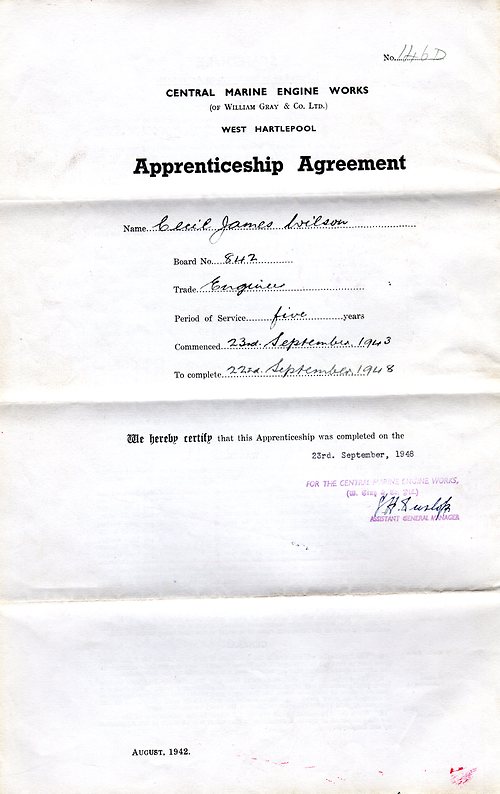 No. 146D
CENTRAL MARINE ENGINE WORKS
(OF WILLIAM GRAY & CO. LTD.)
WEST HARTLEPOOL
Apprenticeship Agreement
Name Cecil James Wilson
Board No. 842
Trade Engineer
Period of Service five years
Commenced 23rd. September, 1943
To complete 22nd. September, 1948
We hereby certify that this Apprenticeship was completed on the
23rd. September, 1948
FOR THE CENTRAL MARINE ENGINE WORKS,
ASSISTANT GENERAL MANAGER
AUGUST, 1942.